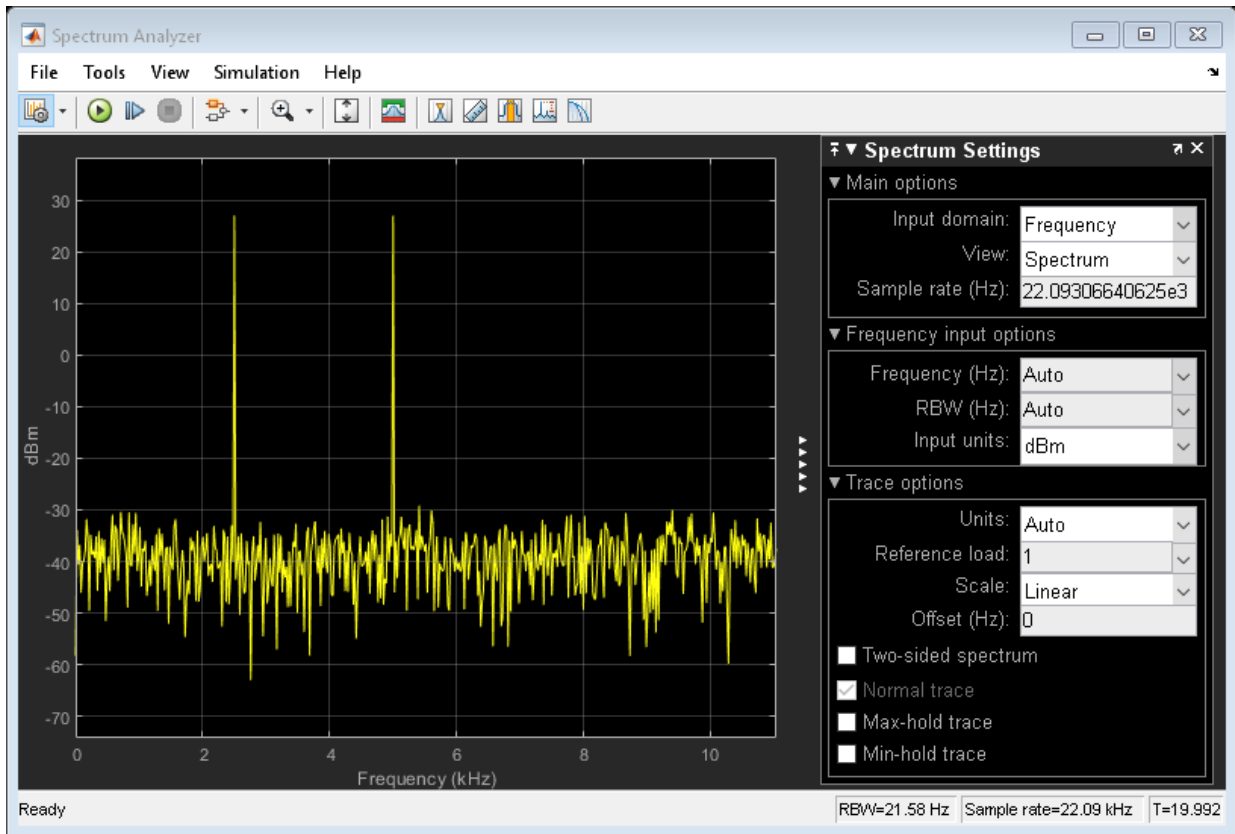 Spectrum Analyzer
File Tools View Simulation Help
Spectrum Settings
Main options
Input domain: Frequency
View: Spectrum
Sample rate (Hz): 22.09306640625e3
Frequency input options
Frequency (Hz): Auto
RBW (Hz): Auto
Input units: dBm
Trace options
Units: Auto
Reference load: 1
Scale: Linear
Offset (Hz): 0
Two-sided spectrum
Normal trace
Max-hold trace
Min-hold trace
30
20
10
0
-10
-20
-30
-40
-50
-60
-70
dBm
0 2 4 6 8 10
Frequency (kHz)
Ready RBW=21.58 Hz Sample rate=22.09 kHz T=19.992